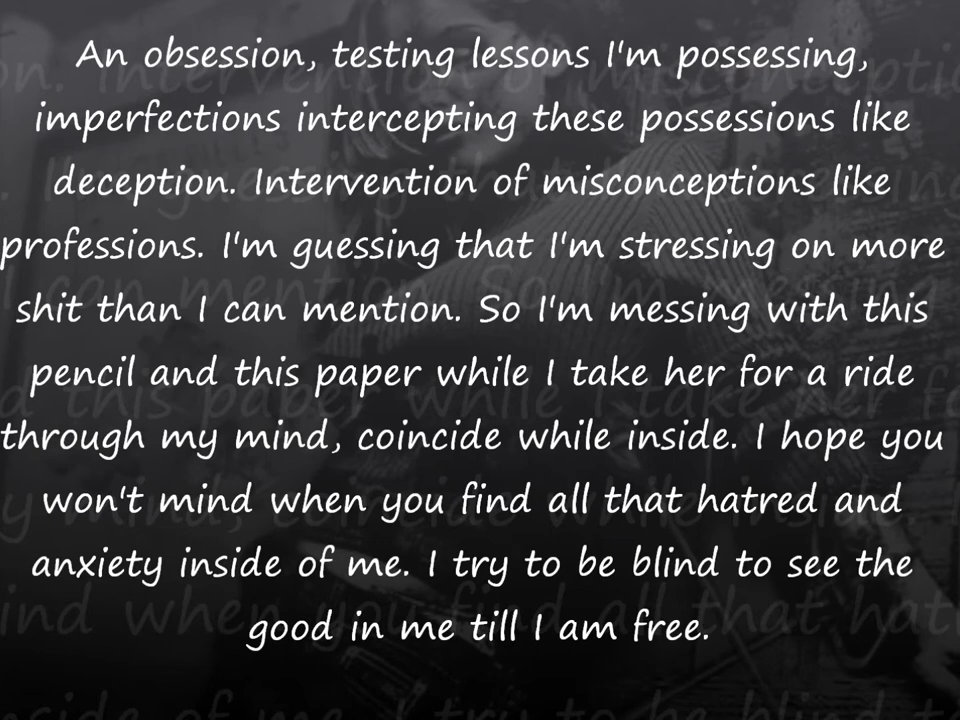 An obsession, testing lessons I'm possessing,
imperfections intercepting these possessions like
deception. Intervention of misconceptions like
professions. I'm guessing that I'm stressing on more
shit than I can mention. So I'm messing with this
pencil and this paper while I take her for a ride
through my mind, coincide while inside. I hope you
won't mind when you find all that hatred and
anxiety inside of me. I try to be blind to see the
good in me till I am free.